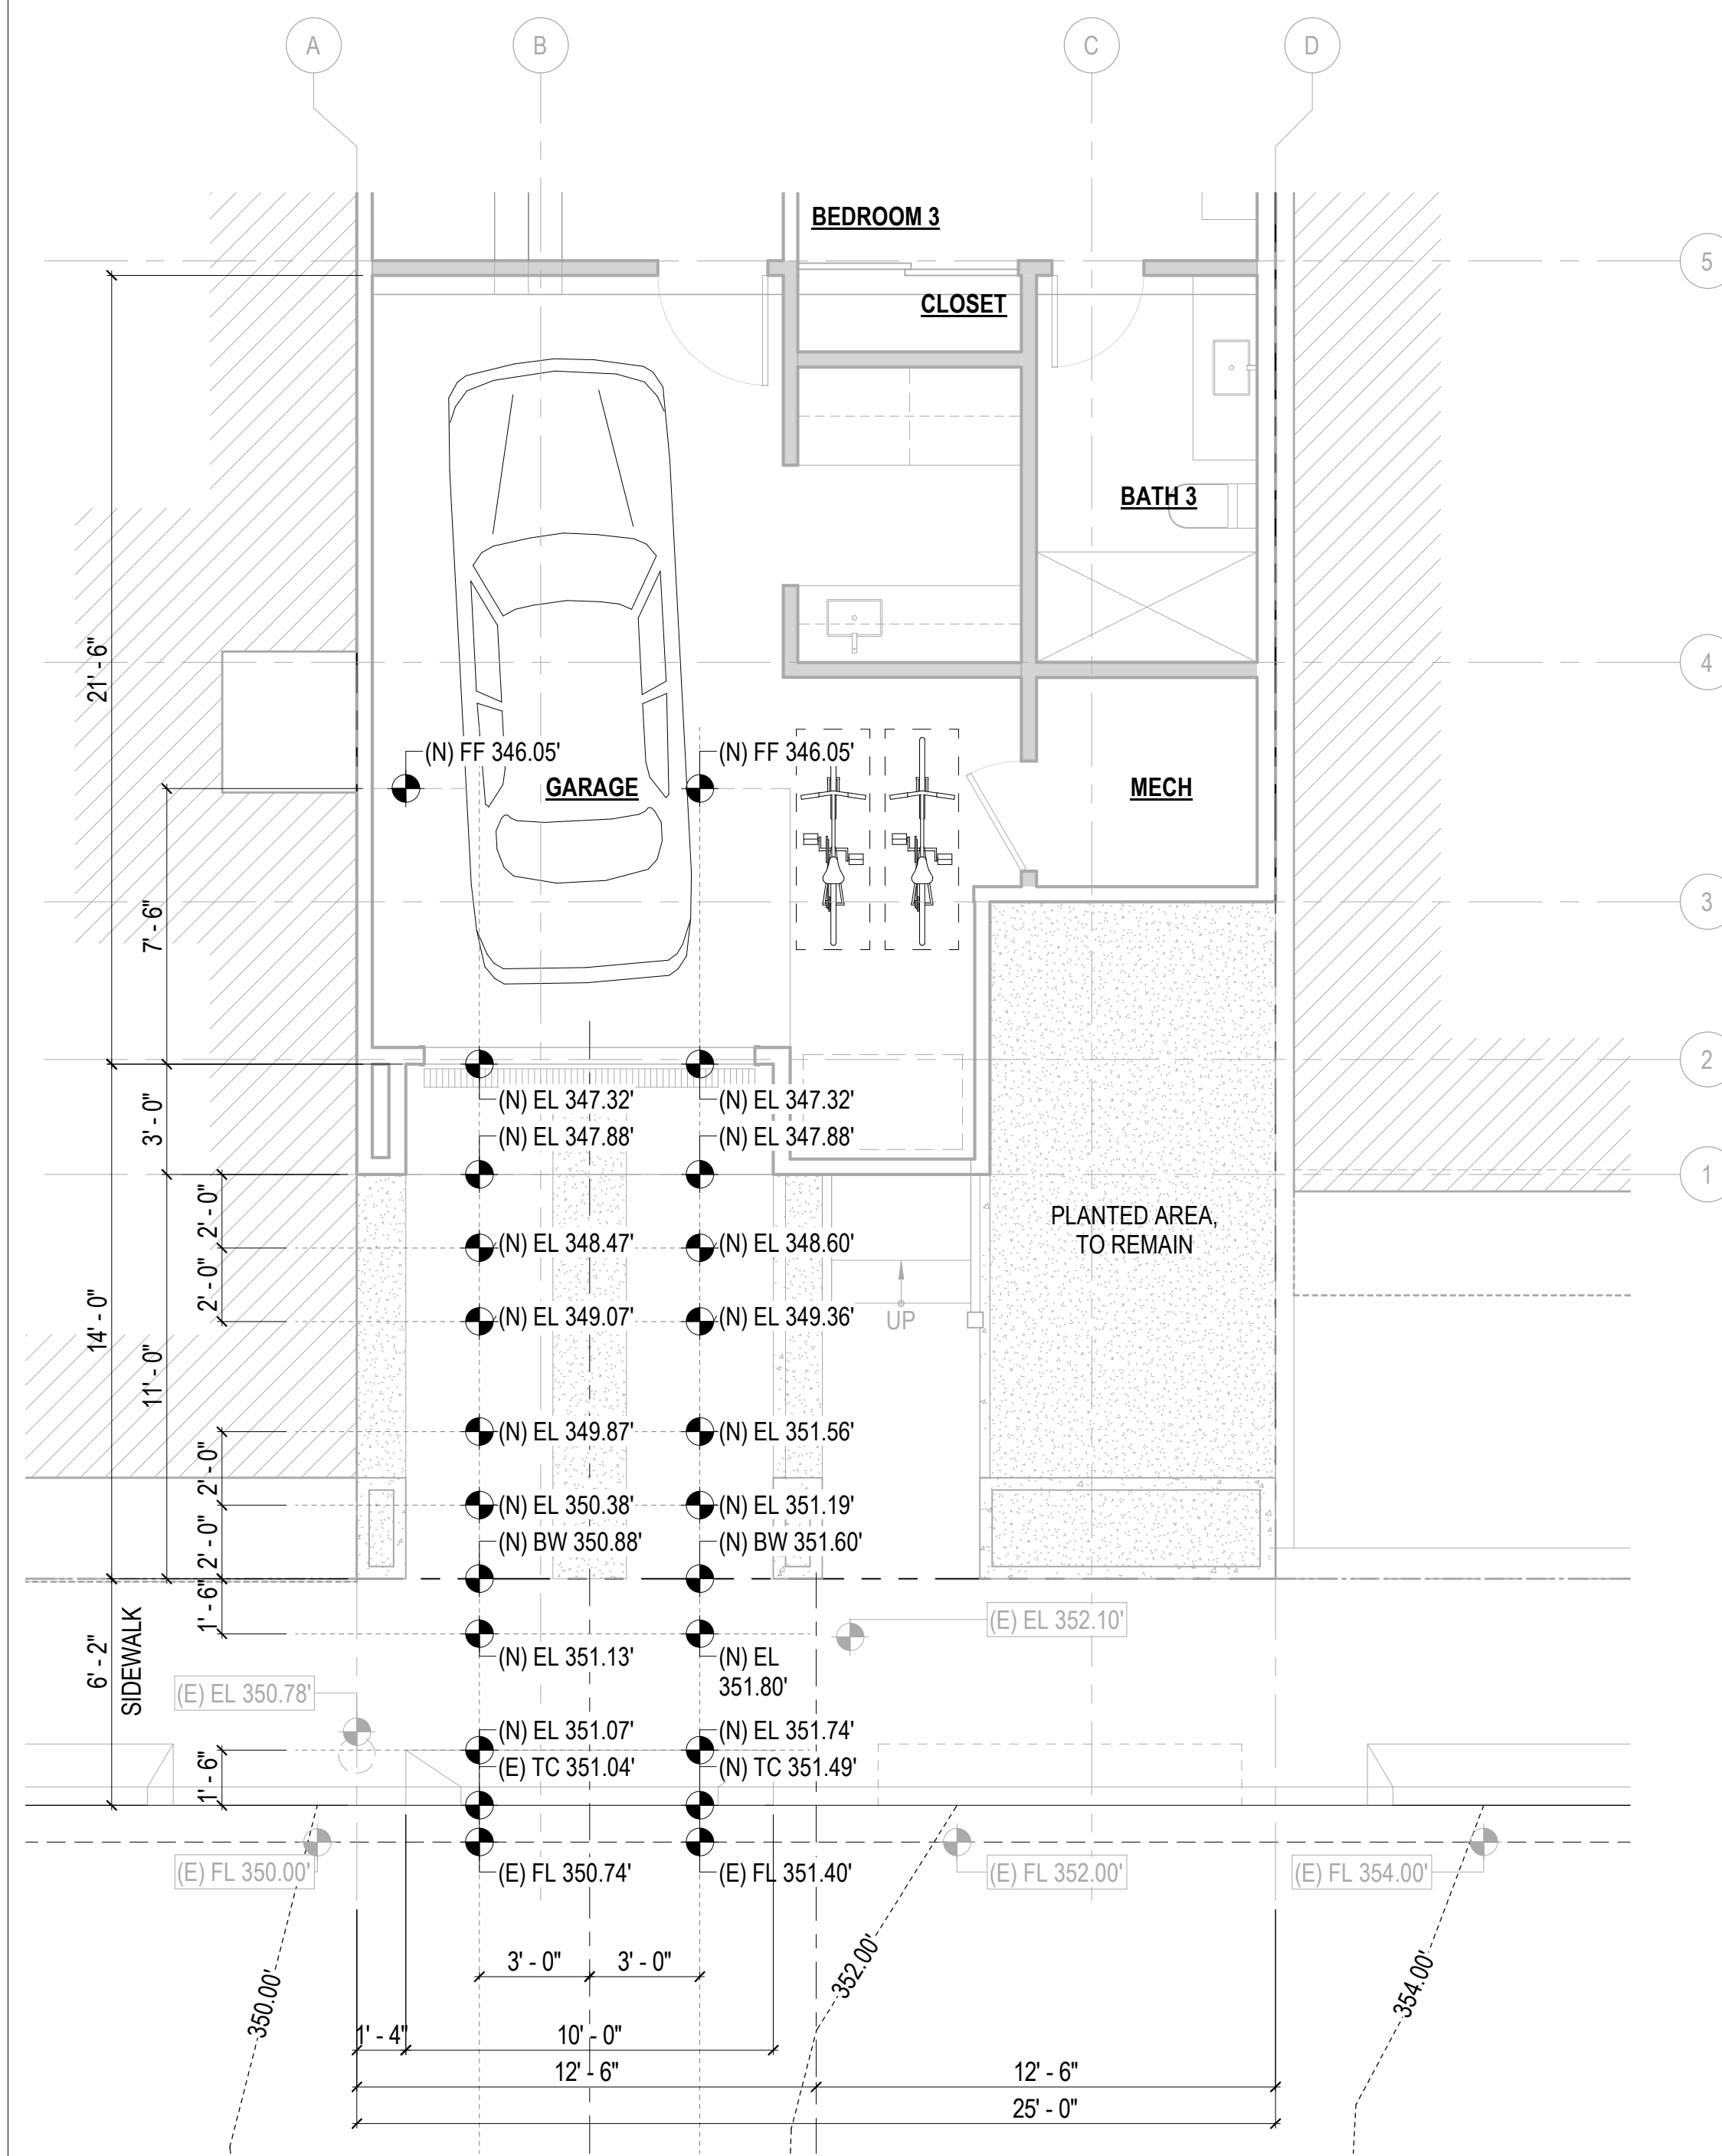 A
B
C
D
BEDROOM 3
5
CLOSET
BATH 3
21' - 6"
4
(N) FF 346.05'
(N) FF 346.05'
GARAGE
MECH
7' - 6"
3
2
(N) EL 347.32'
(N) EL 347.32'
3' - 0"
(N) EL 347.88'
(N) EL 347.88'
1
2' - 0"
PLANTED AREA,
TO REMAIN
(N) EL 348.47'
(N) EL 348.60'
2' - 0"
(N) EL 349.07'
(N) EL 349.36'
UP
14' - 0"
11' - 0"
(N) EL 349.87'
(N) EL 351.56'
2' - 0"
(N) EL 350.38'
(N) EL 351.19'
2' - 0"
(N) BW 350.88'
(N) BW 351.60'
1' - 6"
(E) EL 352.10'
6' - 2"
SIDEWALK
(N) EL 351.13'
(N) EL
351.80'
(E) EL 350.78'
(N) EL 351.07'
(N) EL 351.74'
1' - 6"
(E) TC 351.04'
(N) TC 351.49'
(E) FL 350.00'
(E) FL 350.74'
(E) FL 351.40'
(E) FL 352.00'
(E) FL 354.00'
3' - 0"
3' - 0"
350.00'
352.00'
354.00'
1' - 4"
10' - 0"
12' - 6"
12' - 6"
25' - 0"